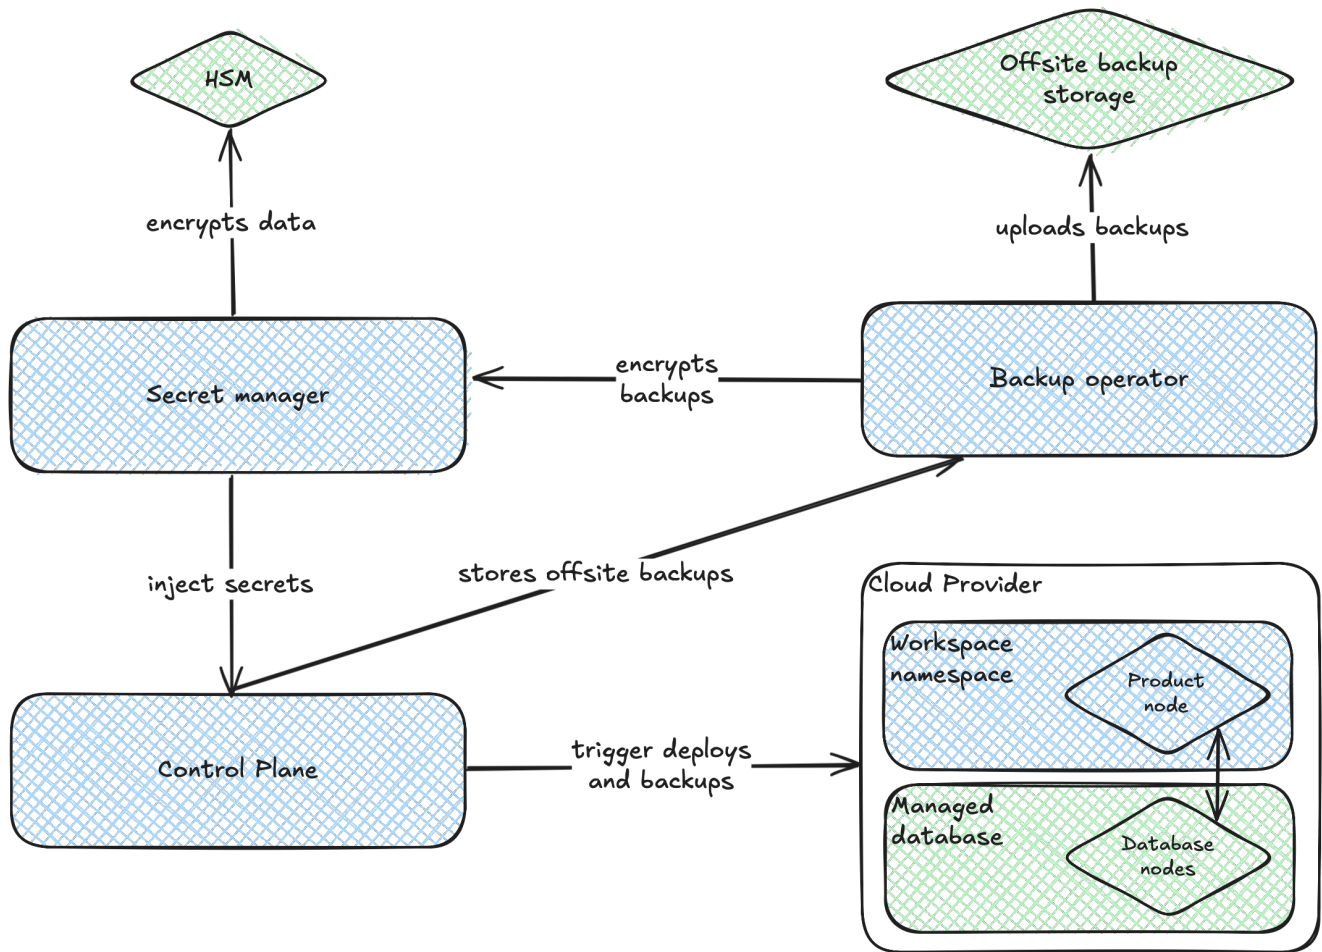 HSM
Offsite backup
storage
encrypts data
uploads backups
Secret manager
encrypts
backups
Backup operator
inject secrets
stores offsite backups
Cloud Provider
Workspace
namespace
Product
node
Control Plane
trigger deploys
and backups
Managed
database
Database
nodes